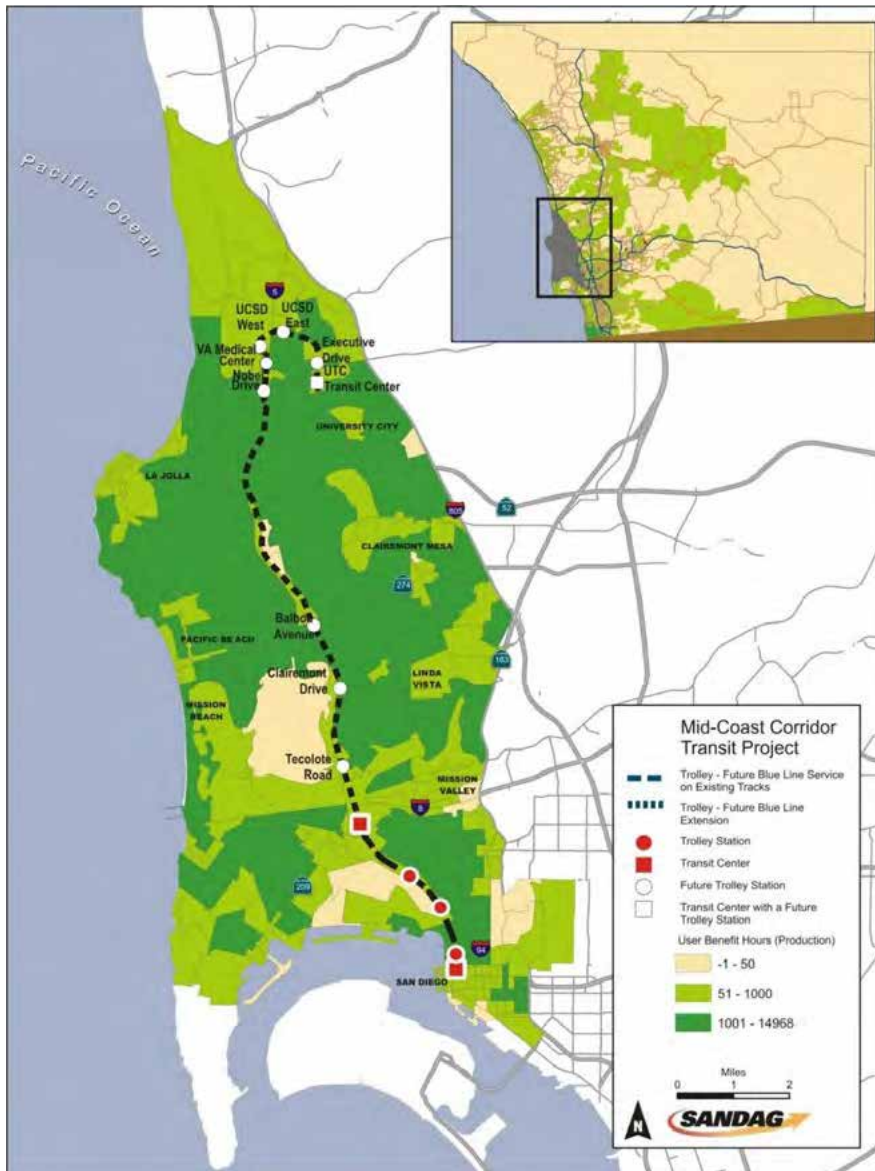 Pacific Ocean
5
UCSD
West
UCSD
East
VA Medical
Center
Nobel
Drive
Executive
Drive
UTC
Transit Center
UNIVERSITY CITY
LA JOLLA
805
52
CLAIREMONT MESA
274
Balboa
Avenue
PACIFIC BEACH
163
Clairemont
Drive
LINDA
VISTA
MISSION
BEACH
Tecolote
Road
MISSION
VALLEY
8
209
94
SAN DIEGO
Mid-Coast Corridor
Transit Project
Trolley - Future Blue Line Service
on Existing Tracks
Trolley - Future Blue Line
Extension
Trolley Station
Transit Center
Future Trolley Station
Transit Center with a Future
Trolley Station
User Benefit Hours (Production)
-1 - 50
51 - 1000
1001 - 14968
Miles
0 1 2
N
SANDAG